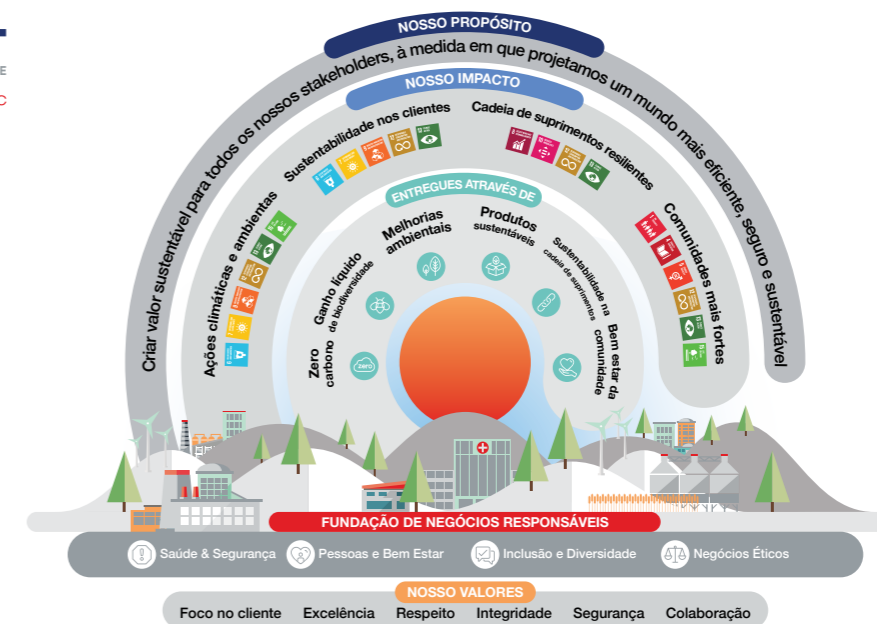 NOSSO PROPÓSITO
Criar valor sustentável para todos os nossos stakeholders, à medida em que projetamos um mundo mais eficiente, seguro e sustentável
E
C
NOSSO IMPACTO
Ações climáticas e ambientas
Sustentabilidade nos clientes
Cadeia de suprimentos resilientes
Comunidades mais fortes
ENTREGUES ATRAVÉS DE
Zero
carbono
Ganho líquido
de biodiversidade
Melhorias
ambientais
Produtos
sustentáveis
Sustentabilidade na
cadeia de suprimentos
Bem estar da
comunidade
zero
FUNDAÇÃO DE NEGÓCIOS RESPONSÁVEIS
Saúde & Segurança Pessoas e Bem Estar Inclusão e Diversidade Negócios Éticos
NOSSO VALORES
Foco no cliente Excelência Respeito Integridade Segurança Colaboração